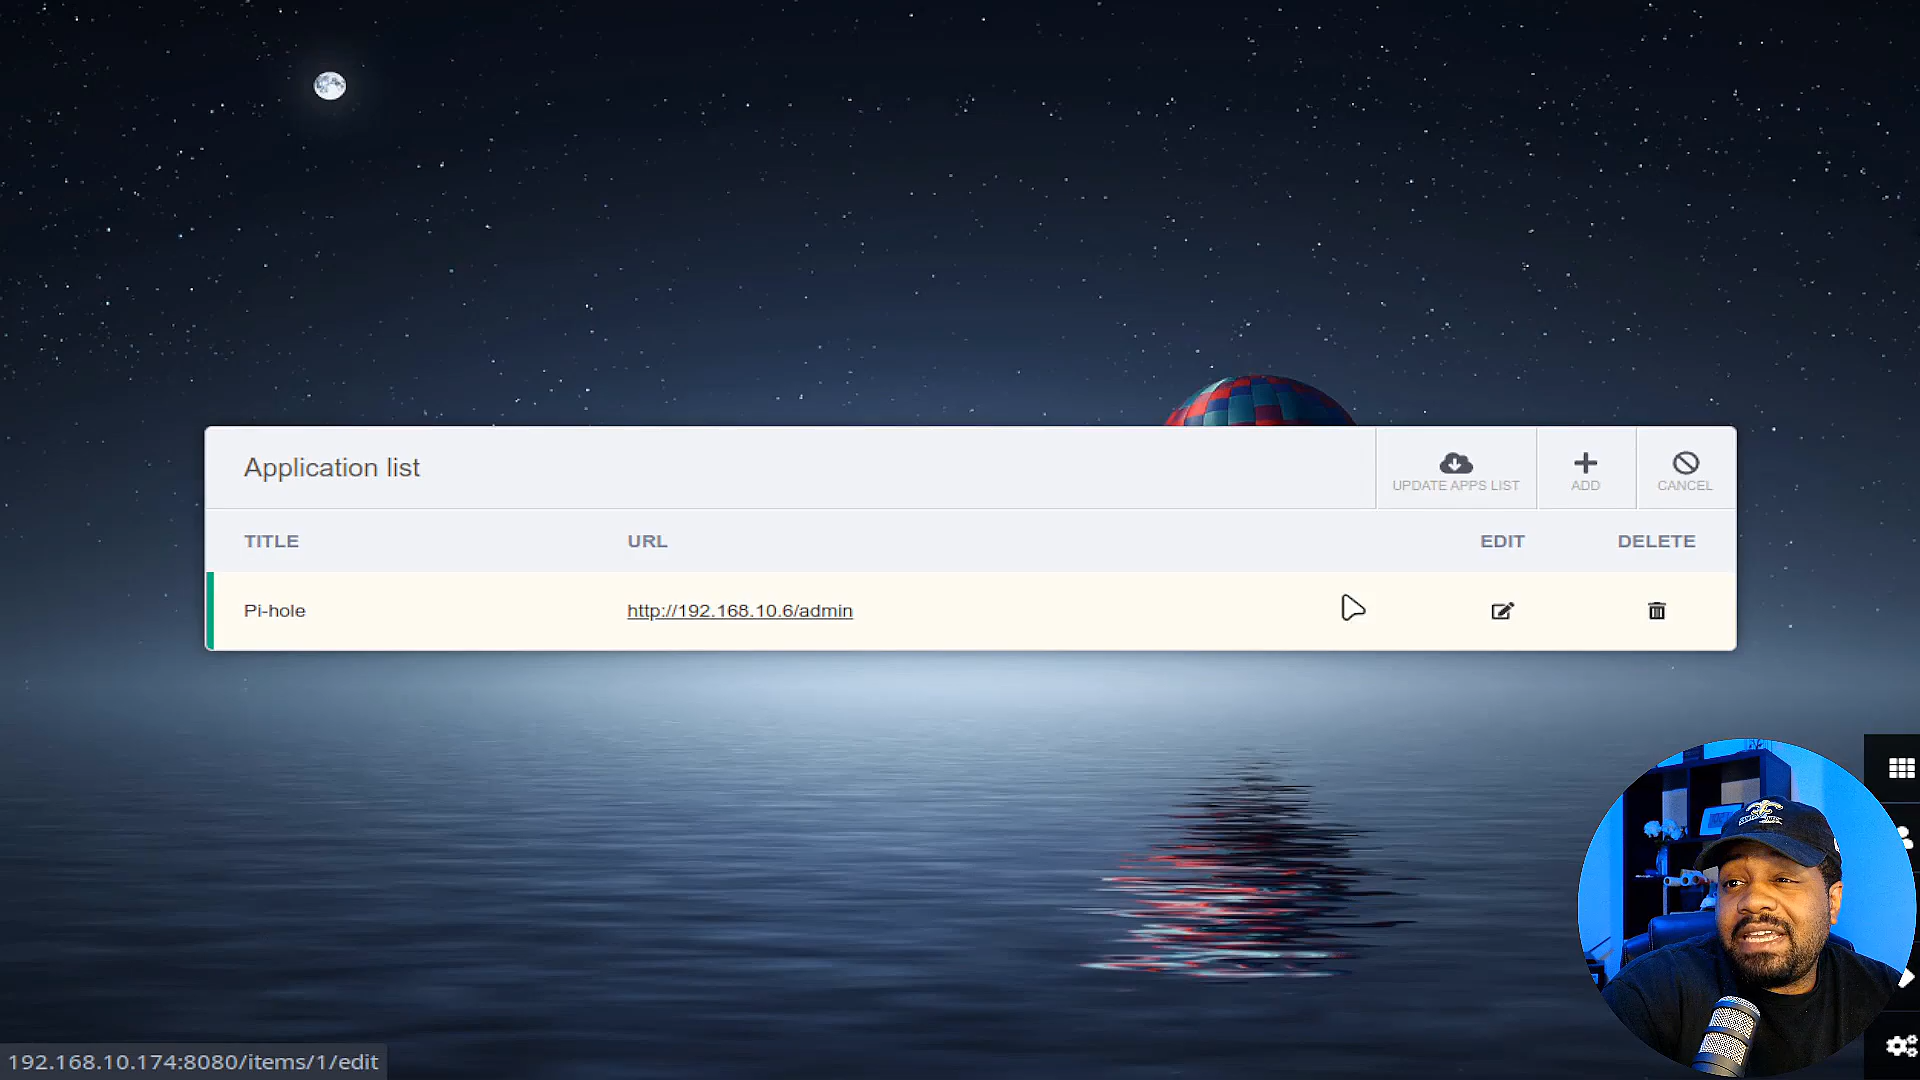 Application list
UPDATE APPS LIST
ADD
CANCEL
TITLE URL EDIT DELETE
Pi-hole http://192.168.10.6/admin
192.168.10.174:8080/items/1/edit